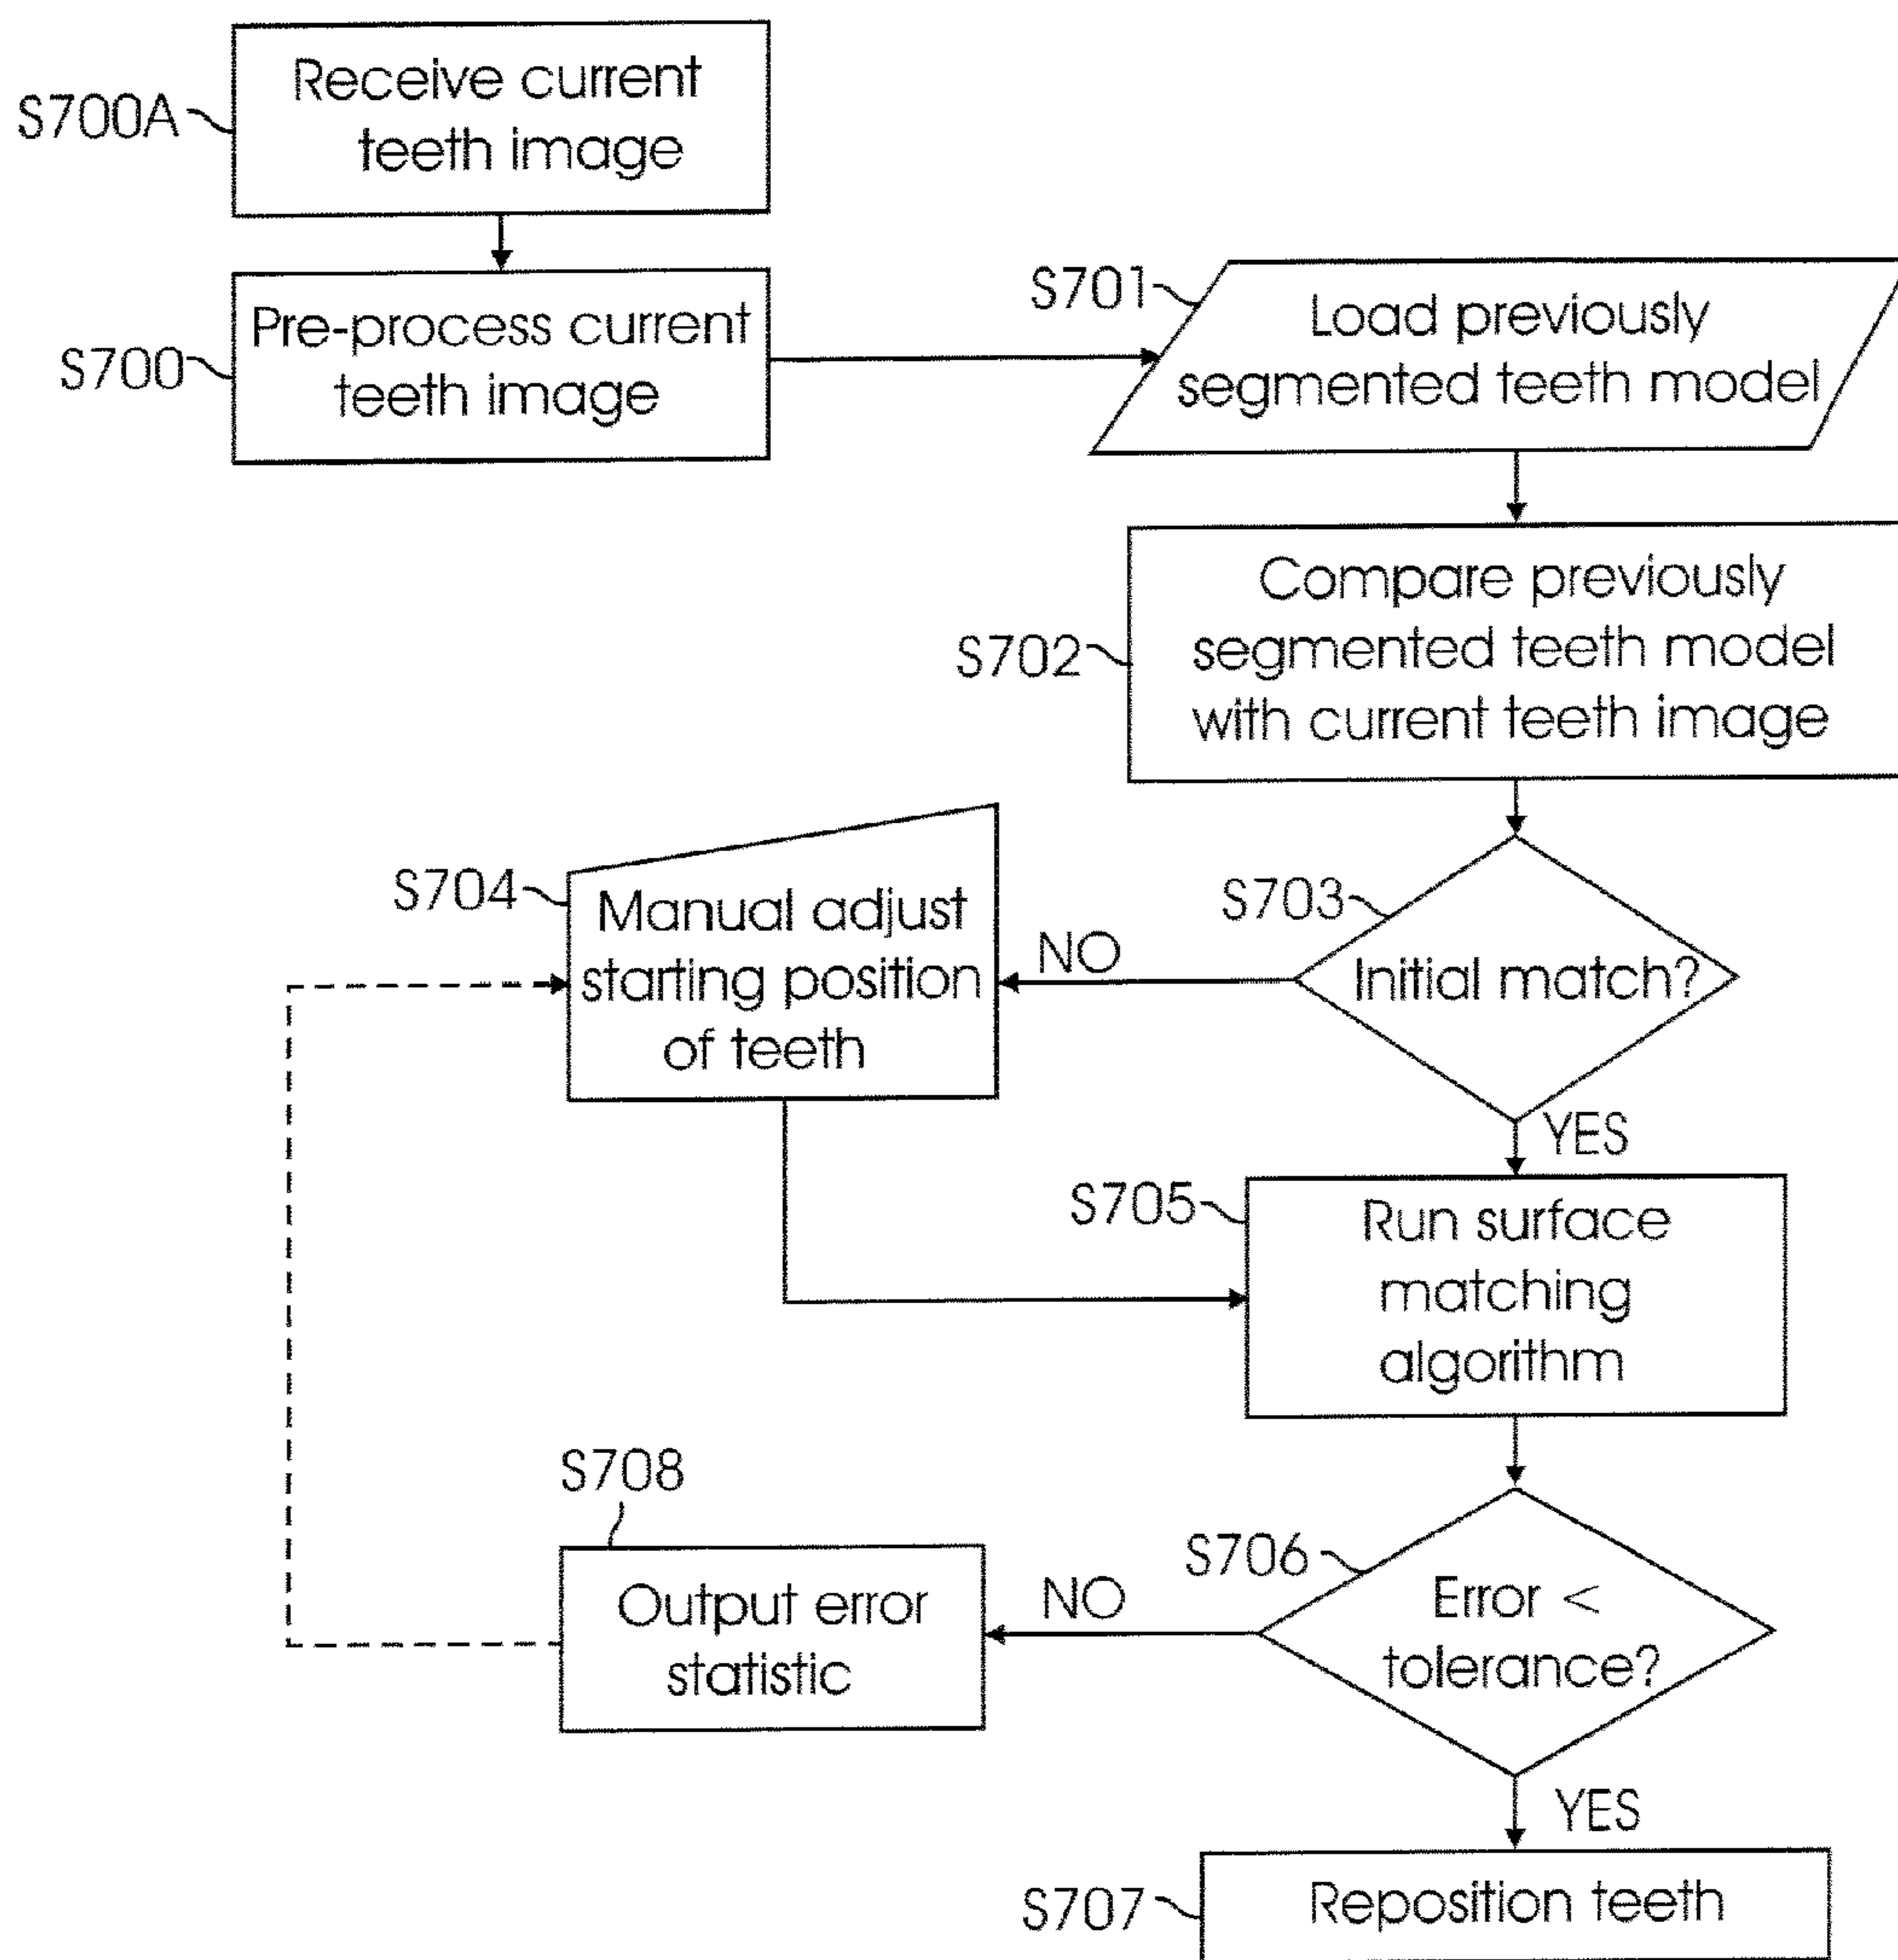 S700A
Receive current
teeth image
S700
Pre-process current
teeth image
S701
Load previously
segmented teeth model
S702
Compare previously
segmented teeth model
with current teeth image
S703
Initial match?
NO
YES
S704
Manual adjust
starting position
of teeth
S705
Run surface
matching
algorithm
S706
Error <
tolerance?
NO
YES
S708
Output error
statistic
S707
Reposition teeth